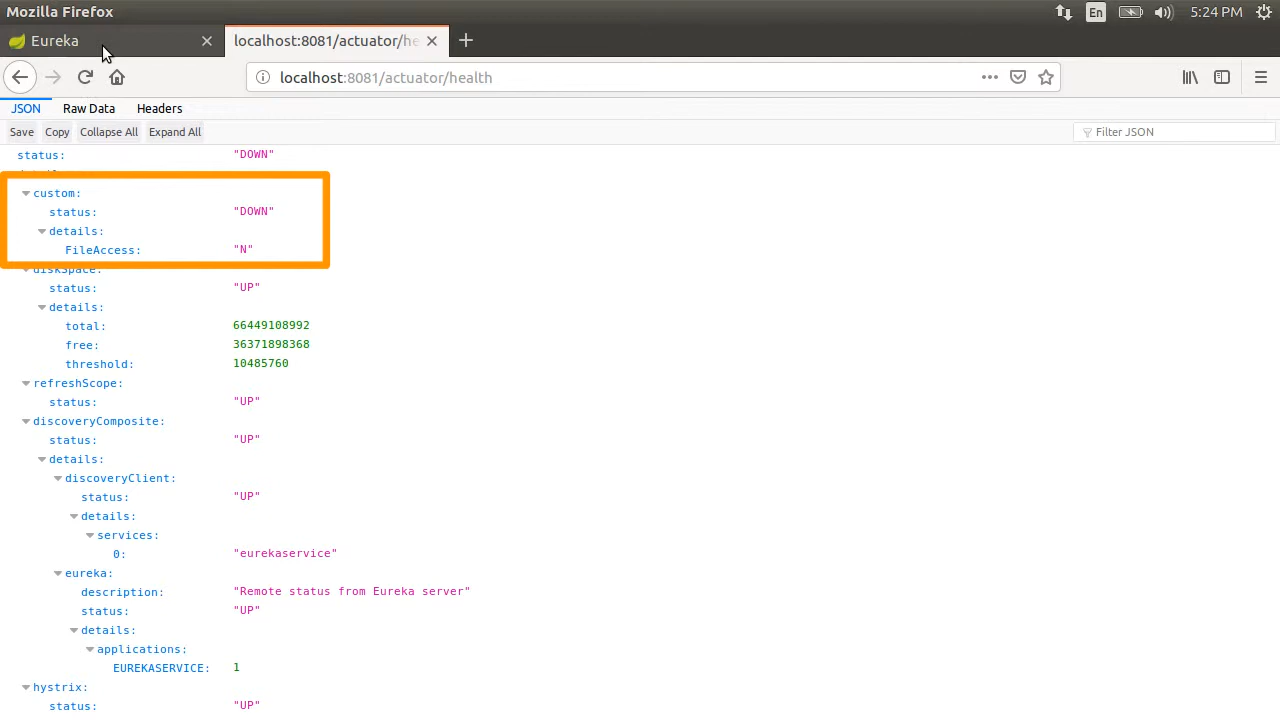 Mozilla Firefox
En
5:24 PM
Eureka
localhost:8081/actuator/he
localhost:8081/actuator/health
JSON Raw Data Headers
Save Copy Collapse All Expand All
Filter JSON
status: "DOWN"
custom:
status: "DOWN"
details:
FileAccess: "N"
diskSpace:
status: "UP"
details:
total: 66449108992
free: 36371898368
threshold: 10485760
refreshScope:
status: "UP"
discoveryComposite:
status: "UP"
details:
discoveryClient:
status: "UP"
details:
services:
0: "eurekaservice"
eureka:
description: "Remote status from Eureka server"
status: "UP"
details:
applications:
EUREKASERVICE: 1
hystrix:
status: "UP"